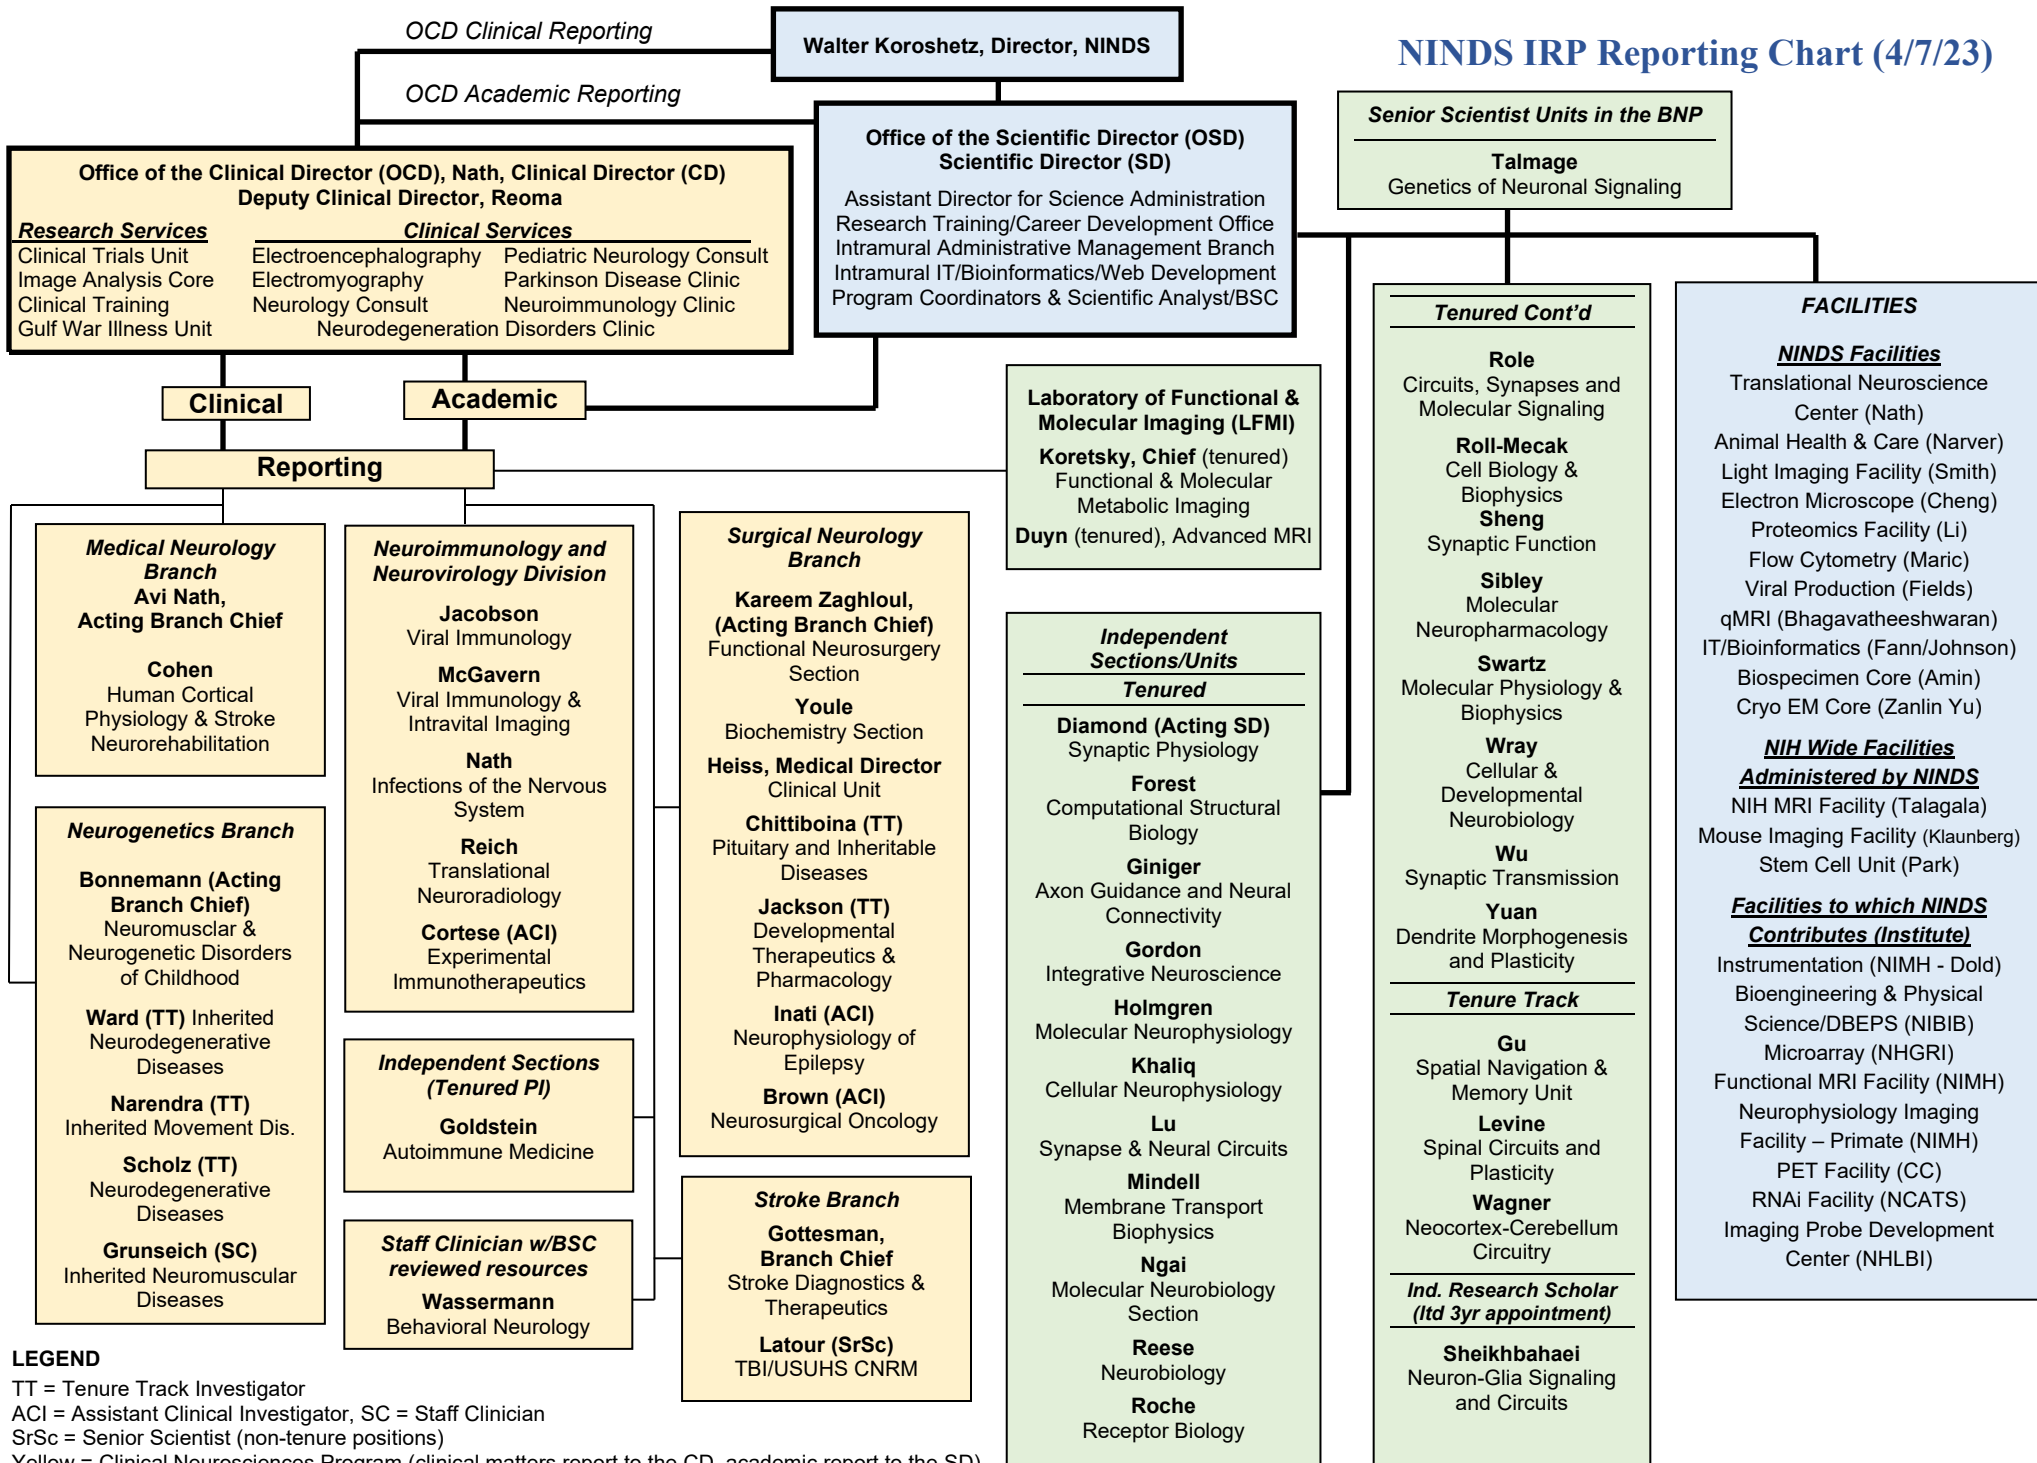 NINDS IRP Reporting Chart (4/7/23)
OCD Clinical Reporting
Walter Koroshetz, Director, NINDS
OCD Academic Reporting
Office of the Scientific Director (OSD)
Scientific Director (SD)
Assistant Director for Science Administration
Research Training/Career Development Office
Intramural Administrative Management Branch
Intramural IT/Bioinformatics/Web Development
Program Coordinators & Scientific Analyst/BSC
Office of the Clinical Director (OCD), Nath, Clinical Director (CD)
Deputy Clinical Director, Reoma
Research Services
Clinical Trials Unit
Image Analysis Core
Clinical Training
Gulf War Illness Unit
Clinical Services
Electroencephalography Pediatric Neurology Consult
Electromyography Parkinson Disease Clinic
Neurology Consult Neuroimmunology Clinic
Neurodegeneration Disorders Clinic
Clinical
Academic
Reporting
Medical Neurology
Branch
Avi Nath,
Acting Branch Chief
Cohen
Human Cortical
Physiology & Stroke
Neurorehabilitation
Neurogenetics Branch
Bonnemann (Acting
Branch Chief)
Neuromusclar &
Neurogenetic Disorders
of Childhood
Ward (TT) Inherited
Neurodegenerative
Diseases
Narendra (TT)
Inherited Movement Dis.
Scholz (TT)
Neurodegenerative
Diseases
Grunseich (SC)
Inherited Neuromuscular
Diseases
Neuroimmunology and
Neurovirology Division
Jacobson
Viral Immunology
McGavern
Viral Immunology &
Intravital Imaging
Nath
Infections of the Nervous
System
Reich
Translational
Neuroradiology
Cortese (ACI)
Experimental
Immunotherapeutics
Independent Sections
(Tenured PI)
Goldstein
Autoimmune Medicine
Staff Clinician w/BSC
reviewed resources
Wassermann
Behavioral Neurology
Surgical Neurology
Branch
Kareem Zaghloul,
(Acting Branch Chief)
Functional Neurosurgery
Section
Youle
Biochemistry Section
Heiss, Medical Director
Clinical Unit
Chittiboina (TT)
Pituitary and Inheritable
Diseases
Jackson (TT)
Developmental
Therapeutics &
Pharmacology
Inati (ACI)
Neurophysiology of
Epilepsy
Brown (ACI)
Neurosurgical Oncology
Stroke Branch
Gottesman,
Branch Chief
Stroke Diagnostics &
Therapeutics
Latour (SrSc)
TBI/USUHS CNRM
Laboratory of Functional &
Molecular Imaging (LFMI)
Koretsky, Chief (tenured)
Functional & Molecular
Metabolic Imaging
Duyn (tenured), Advanced MRI
Independent
Sections/Units
Tenured
Diamond (Acting SD)
Synaptic Physiology
Forest
Computational Structural
Biology
Giniger
Axon Guidance and Neural
Connectivity
Gordon
Integrative Neuroscience
Holmgren
Molecular Neurophysiology
Khaliq
Cellular Neurophysiology
Lu
Synapse & Neural Circuits
Mindell
Membrane Transport
Biophysics
Ngai
Molecular Neurobiology
Section
Reese
Neurobiology
Roche
Receptor Biology
Senior Scientist Units in the BNP
Talmage
Genetics of Neuronal Signaling
Tenured Cont'd
Role
Circuits, Synapses and
Molecular Signaling
Roll-Mecak
Cell Biology &
Biophysics
Sheng
Synaptic Function
Sibley
Molecular
Neuropharmacology
Swartz
Molecular Physiology &
Biophysics
Wray
Cellular &
Developmental
Neurobiology
Wu
Synaptic Transmission
Yuan
Dendrite Morphogenesis
and Plasticity
Tenure Track
Gu
Spatial Navigation &
Memory Unit
Levine
Spinal Circuits and
Plasticity
Wagner
Neocortex-Cerebellum
Circuitry
Ind. Research Scholar
(ltd 3yr appointment)
Sheikhbahaei
Neuron-Glia Signaling
and Circuits
FACILITIES
NINDS Facilities
Translational Neuroscience
Center (Nath)
Animal Health & Care (Narver)
Light Imaging Facility (Smith)
Electron Microscope (Cheng)
Proteomics Facility (Li)
Flow Cytometry (Maric)
Viral Production (Fields)
qMRI (Bhagavatheeshwaran)
IT/Bioinformatics (Fann/Johnson)
Biospecimen Core (Amin)
Cryo EM Core (Zanlin Yu)
NIH Wide Facilities
Administered by NINDS
NIH MRI Facility (Talagala)
Mouse Imaging Facility (Klaunberg)
Stem Cell Unit (Park)
Facilities to which NINDS
Contributes (Institute)
Instrumentation (NIMH - Dold)
Bioengineering & Physical
Science/DBEPS (NIBIB)
Microarray (NHGRI)
Functional MRI Facility (NIMH)
Neurophysiology Imaging
Facility – Primate (NIMH)
PET Facility (CC)
RNAi Facility (NCATS)
Imaging Probe Development
Center (NHLBI)
LEGEND
TT = Tenure Track Investigator
ACI = Assistant Clinical Investigator, SC = Staff Clinician
SrSc = Senior Scientist (non-tenure positions)
Yellow = Clinical Neurosciences Program (clinical matters report to the CD, academic report to the SD)